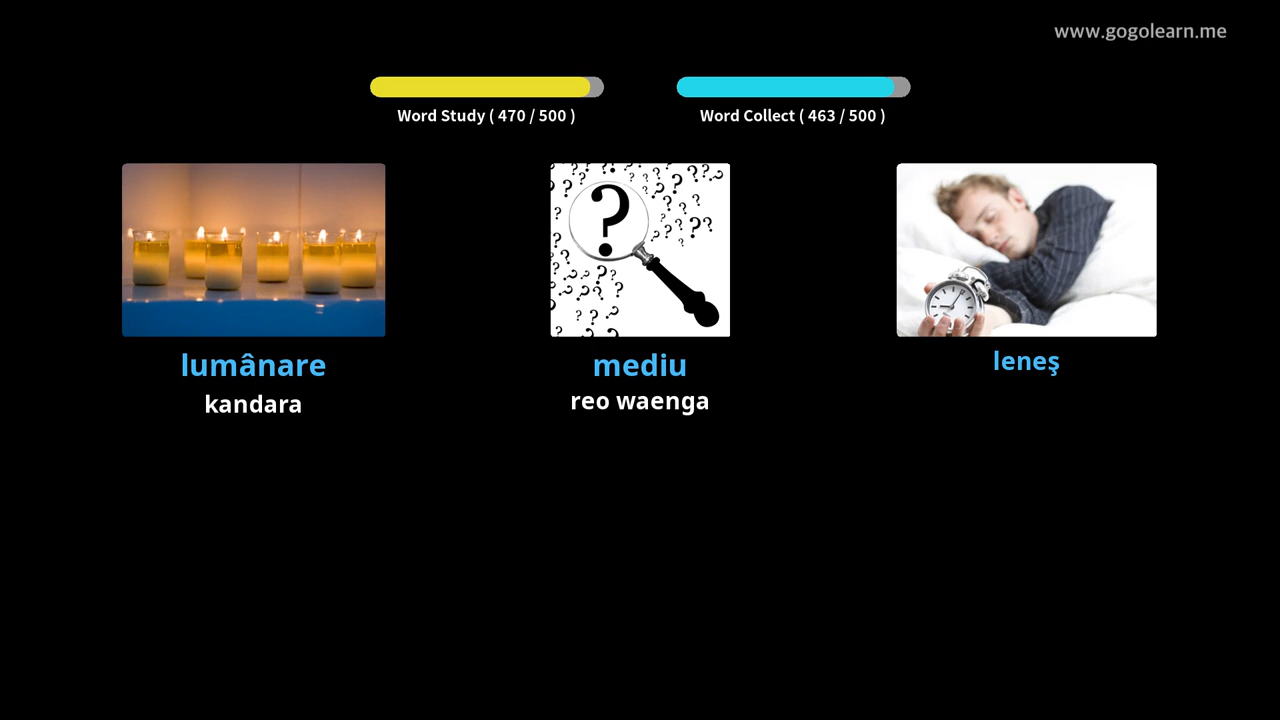 www.gogolearn.me
Word Study ( 470 / 500 )
Word Collect ( 463 / 500 )
lumânare
kandara
mediu
reo waenga
leneş